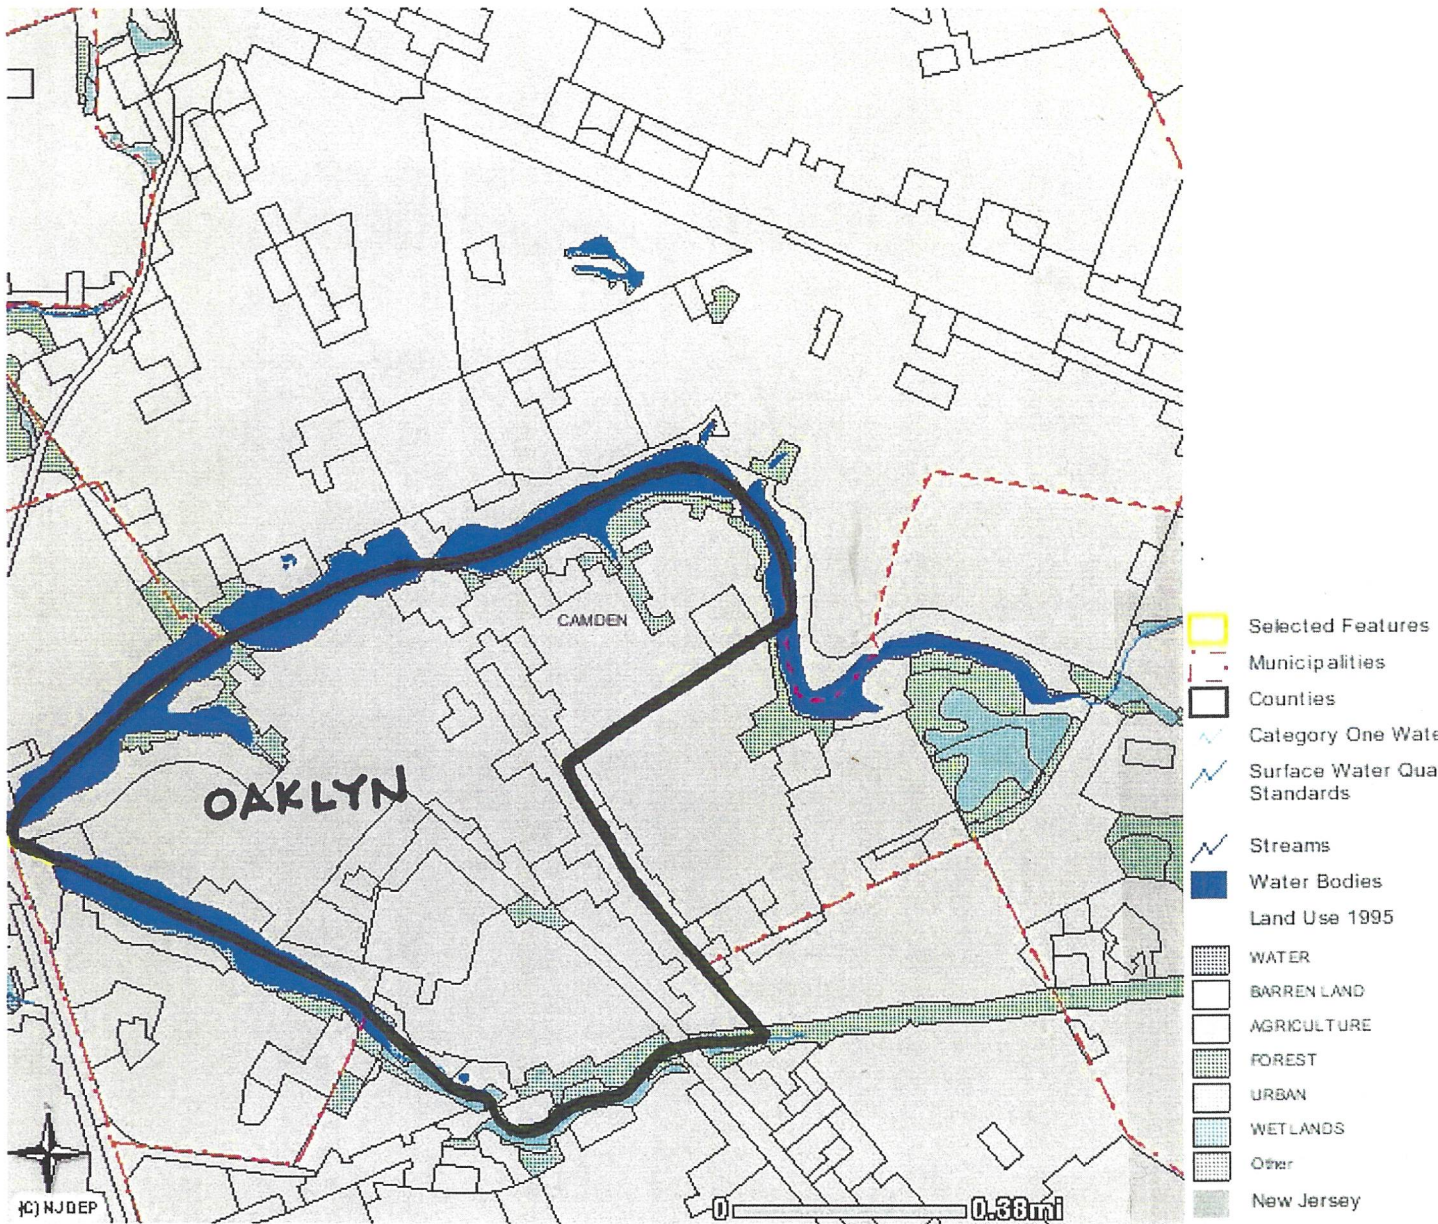 CAMDEN
OAKLYN
(C) NJDEP
0 0.38mi
Selected Features
Municipalities
Counties
Category One Wate
Surface Water Qua
Standards
Streams
Water Bodies
Land Use 1995
WATER
BARREN LAND
AGRICULTURE
FOREST
URBAN
WETLANDS
Other
New Jersey